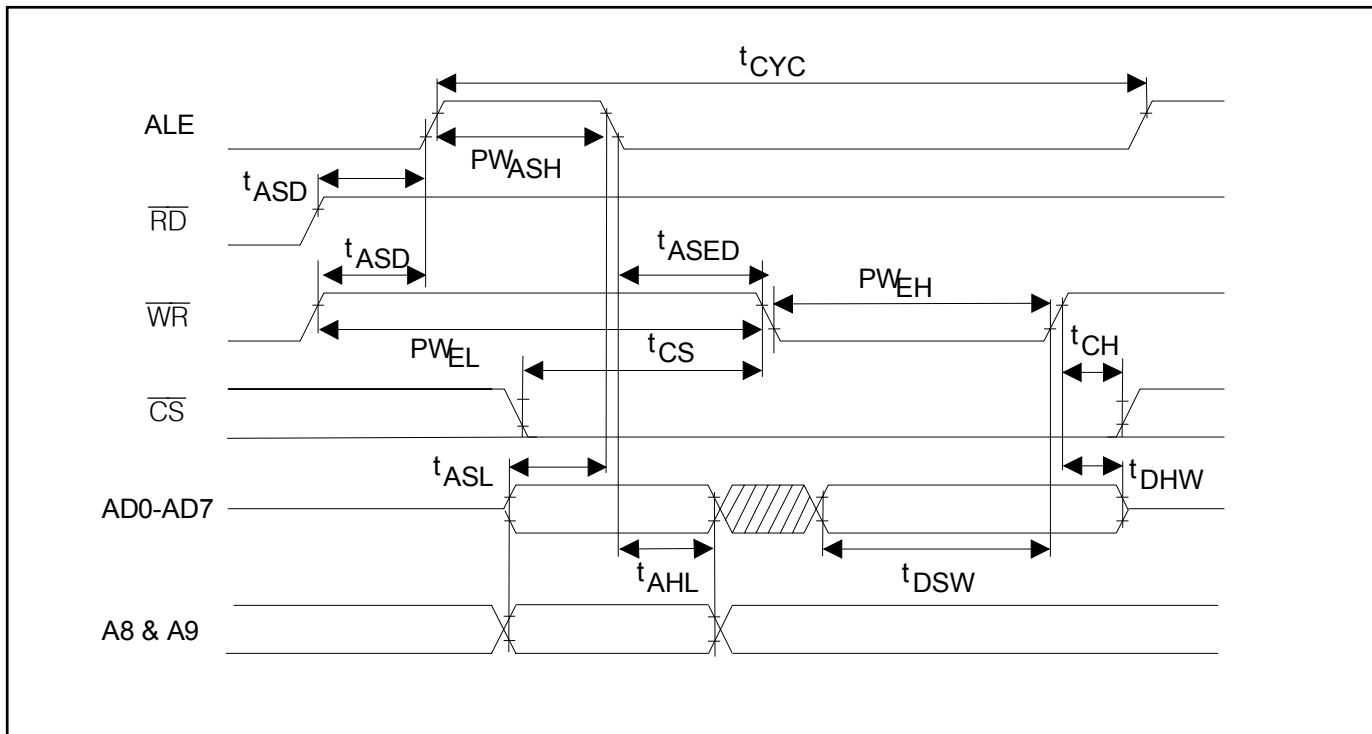 tCYC
ALE
PWASH
tASD
RD
tASD
tASED
PWEH
WR
PWEL
tCS
tCH
CS
tASL
tDHW
AD0-AD7
tAHL
tDSW
A8 & A9